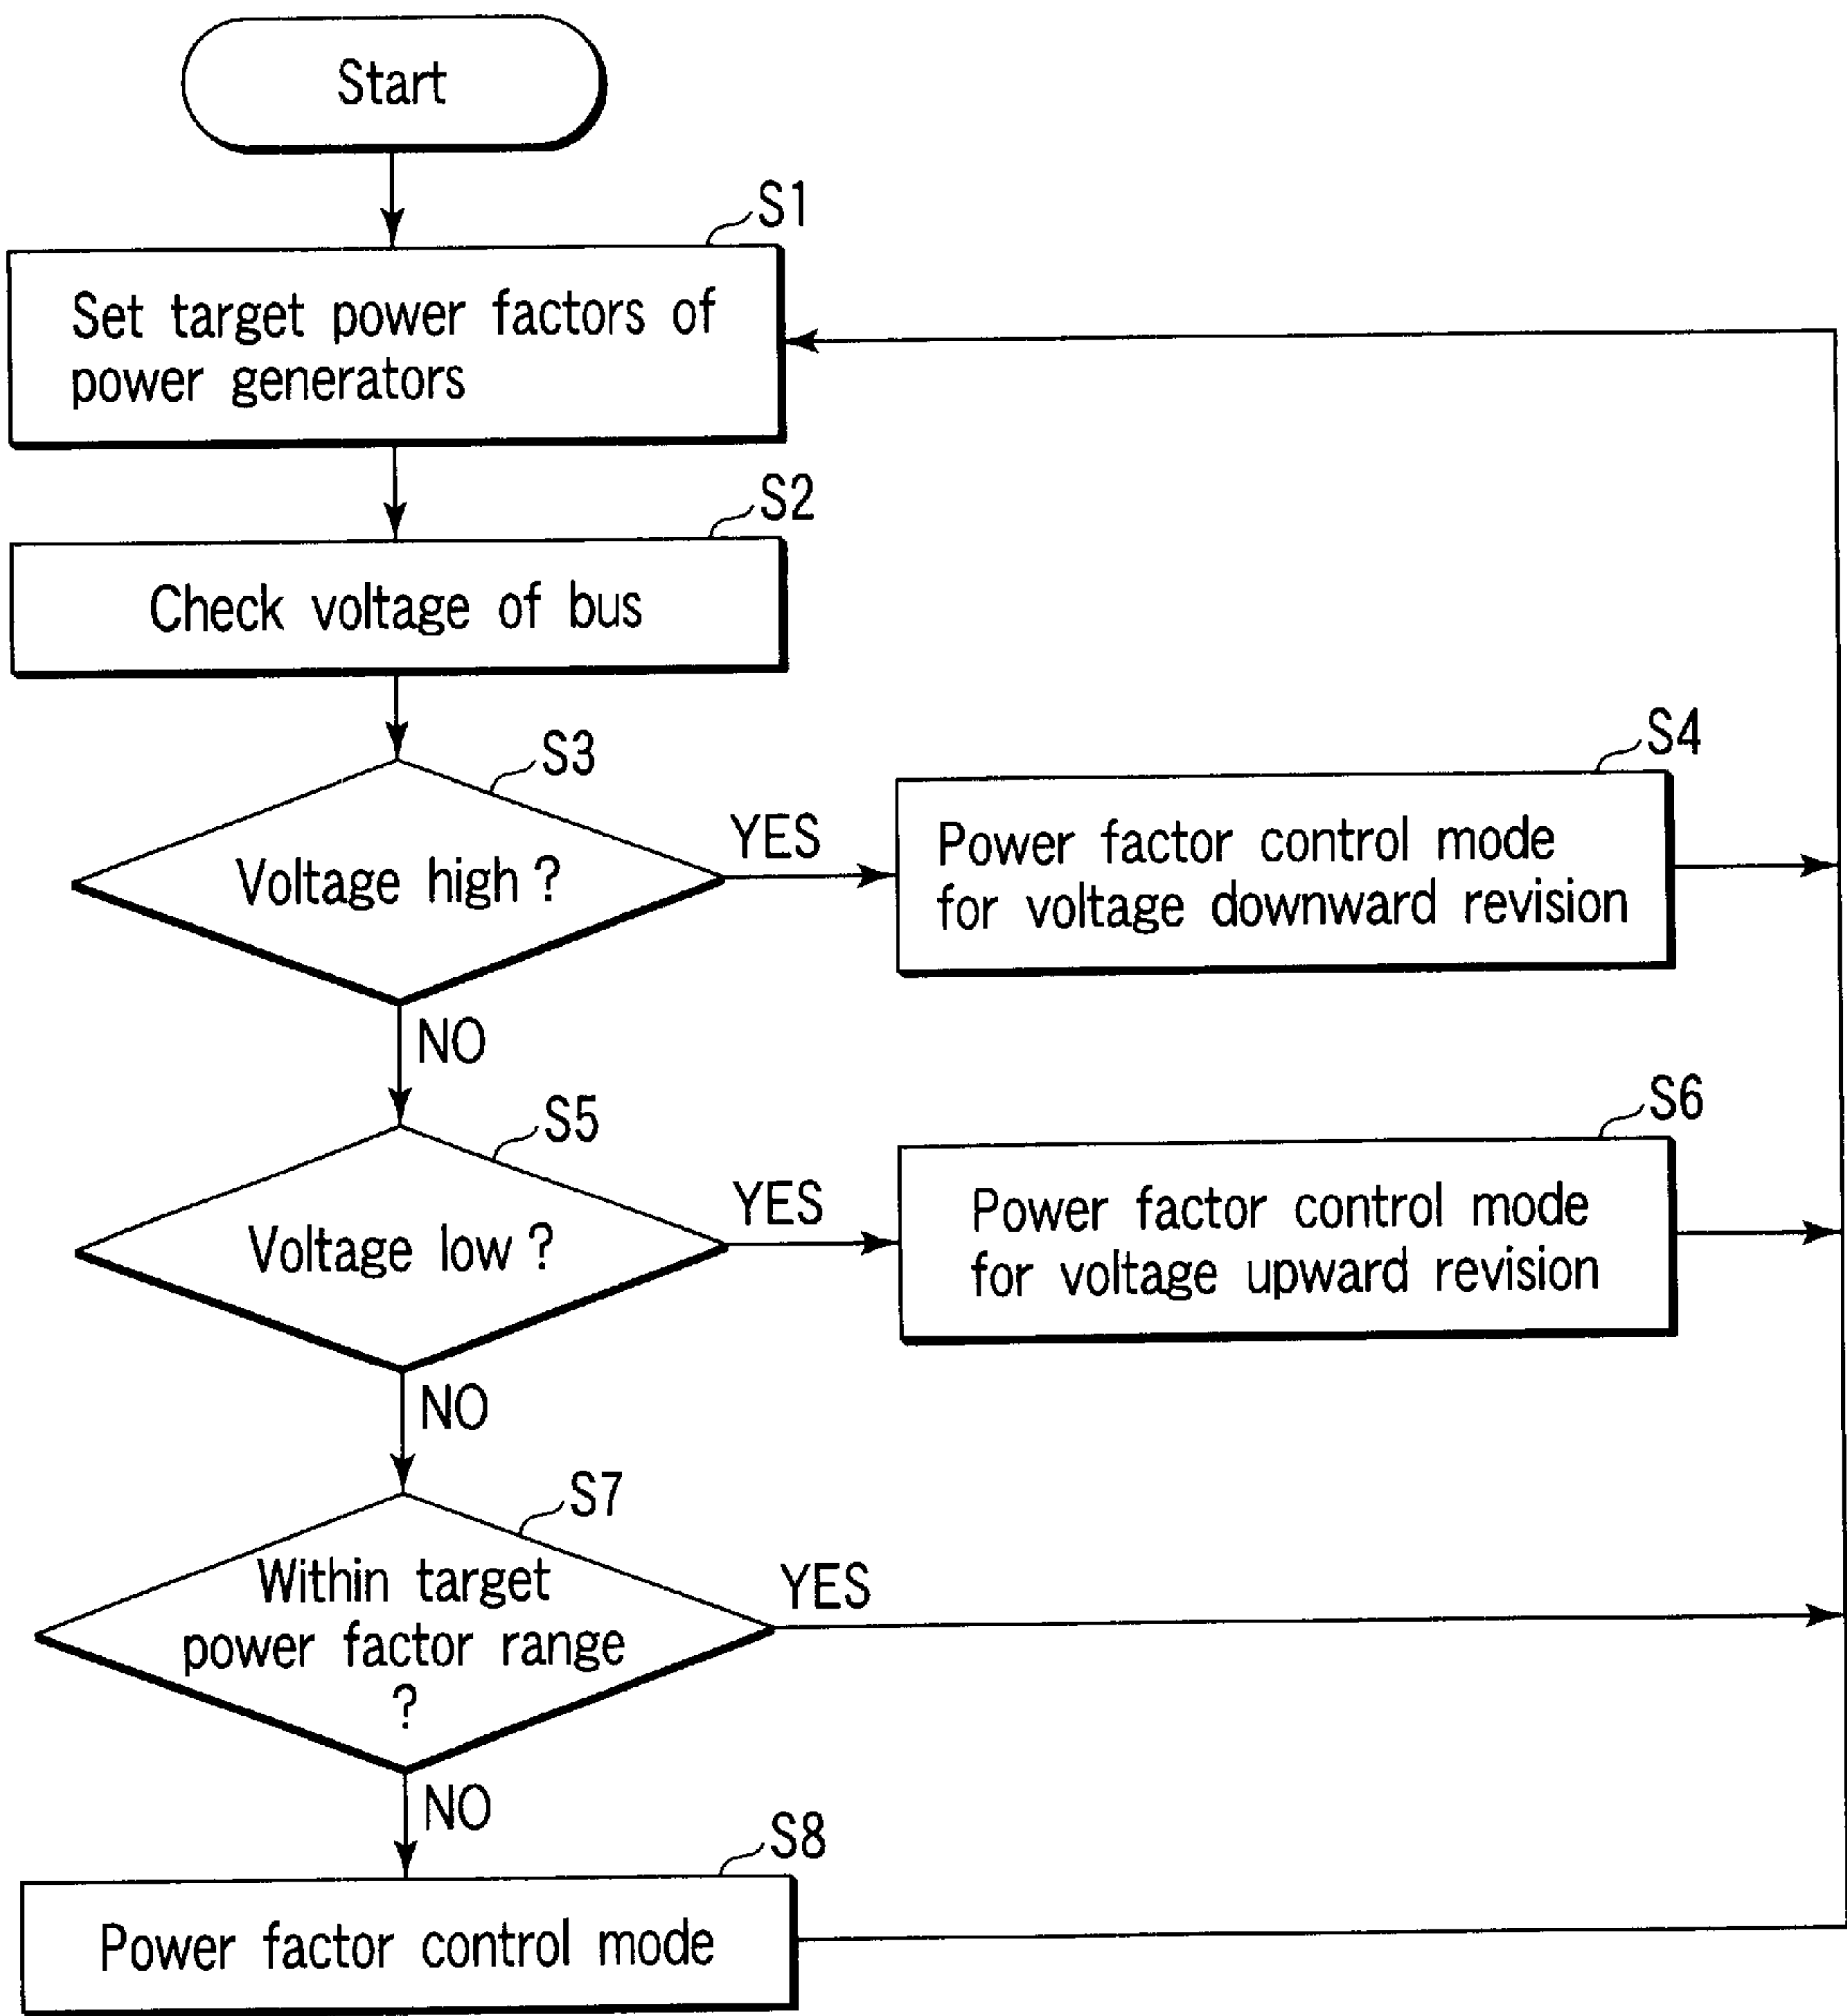 Start
S1
Set target power factors of
power generators
S2
Check voltage of bus
S3
Voltage high ?
YES
S4
Power factor control mode
for voltage downward revision
NO
S5
Voltage low ?
YES
S6
Power factor control mode
for voltage upward revision
NO
S7
Within target
power factor range
?
YES
NO
S8
Power factor control mode